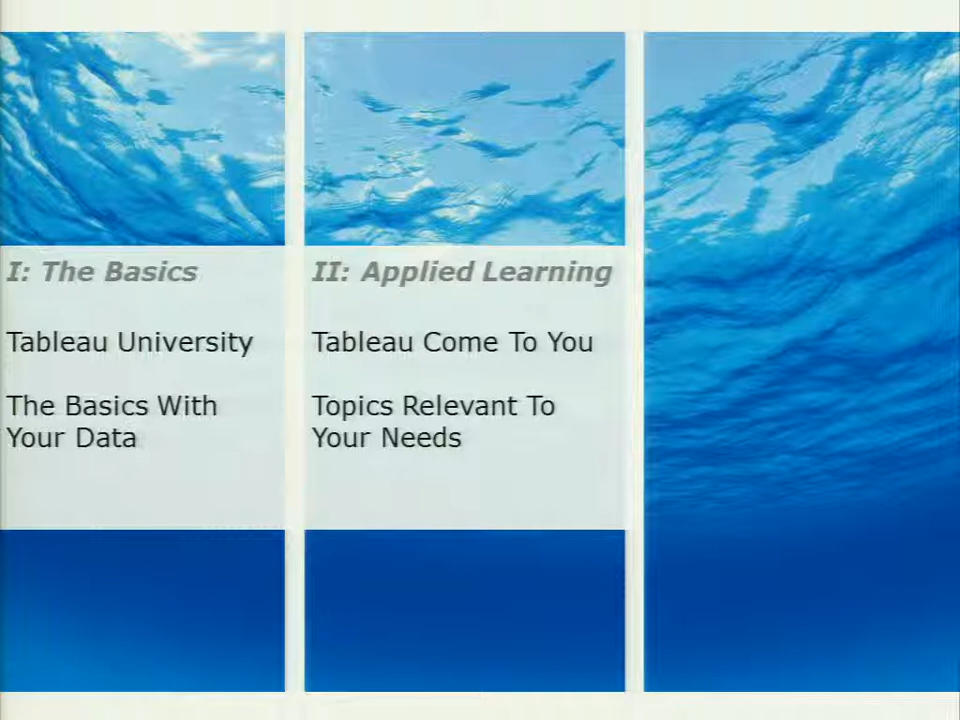 I: The Basics
Tableau University
The Basics With
Your Data
II: Applied Learning
Tableau Come To You
Topics Relevant To
Your Needs